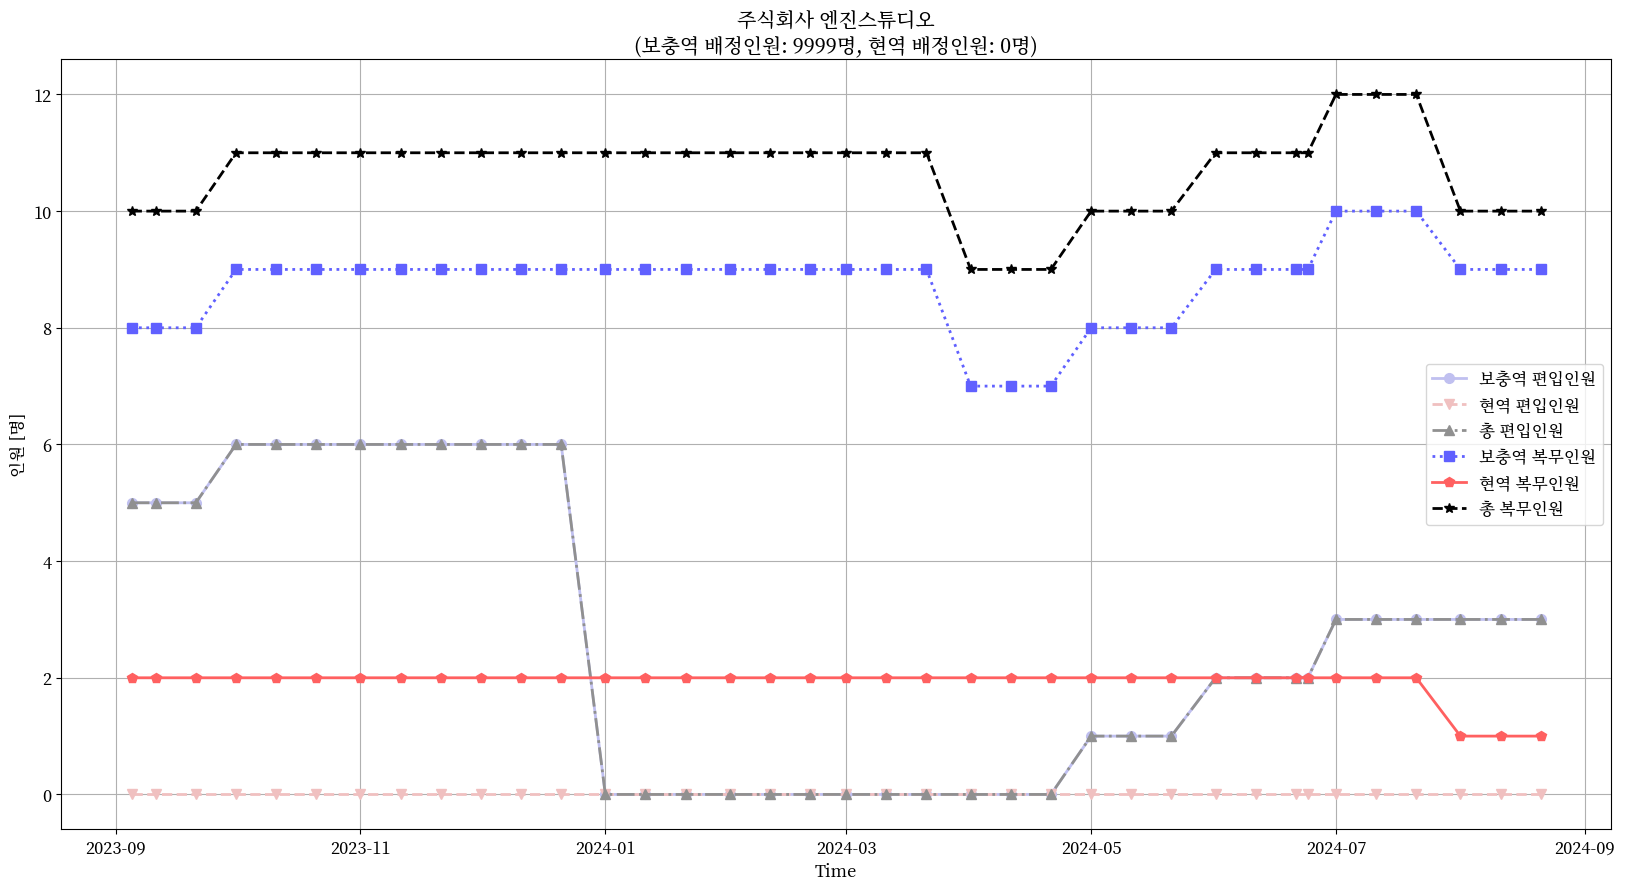 주식회사 엔진스튜디오
(보충역 배정인원: 9999명, 현역 배정인원: 0명)
12
10
8
6
4
2
0
인원 [명]
보충역 편입인원
현역 편입인원
총 편입인원
보충역 복무인원
현역 복무인원
총 복무인원
2023-09
2023-11
2024-01
2024-03
2024-05
2024-07
2024-09
Time